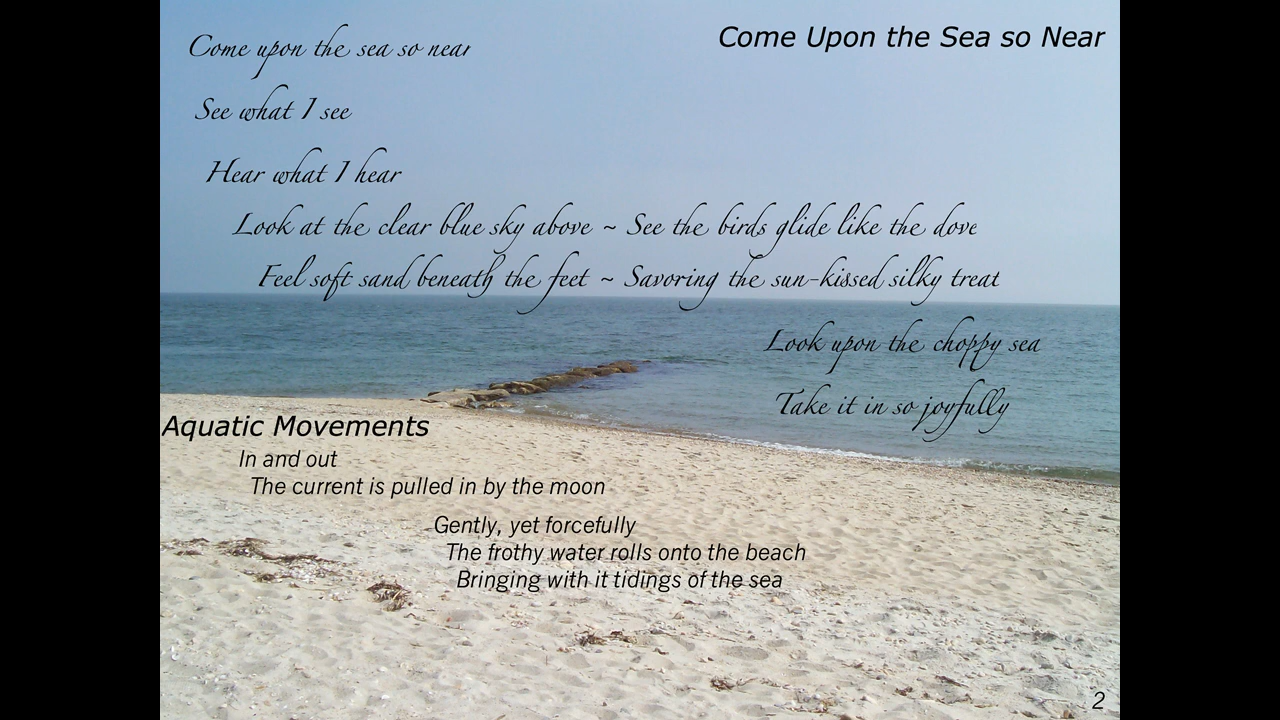 Come Upon the Sea so Near
Come upon the sea so near
See what I see
Hear what I hear
Look at the clear blue sky above ~ See the birds glide like the dove
Feel soft sand beneath the feet ~ Savoring the sun-kissed silky treat
Look upon the choppy sea
Take it in so joyfully
Aquatic Movements
In and out
The current is pulled in by the moon
Gently, yet forcefully
The frothy water rolls onto the beach
Bringing with it tidings of the sea
2